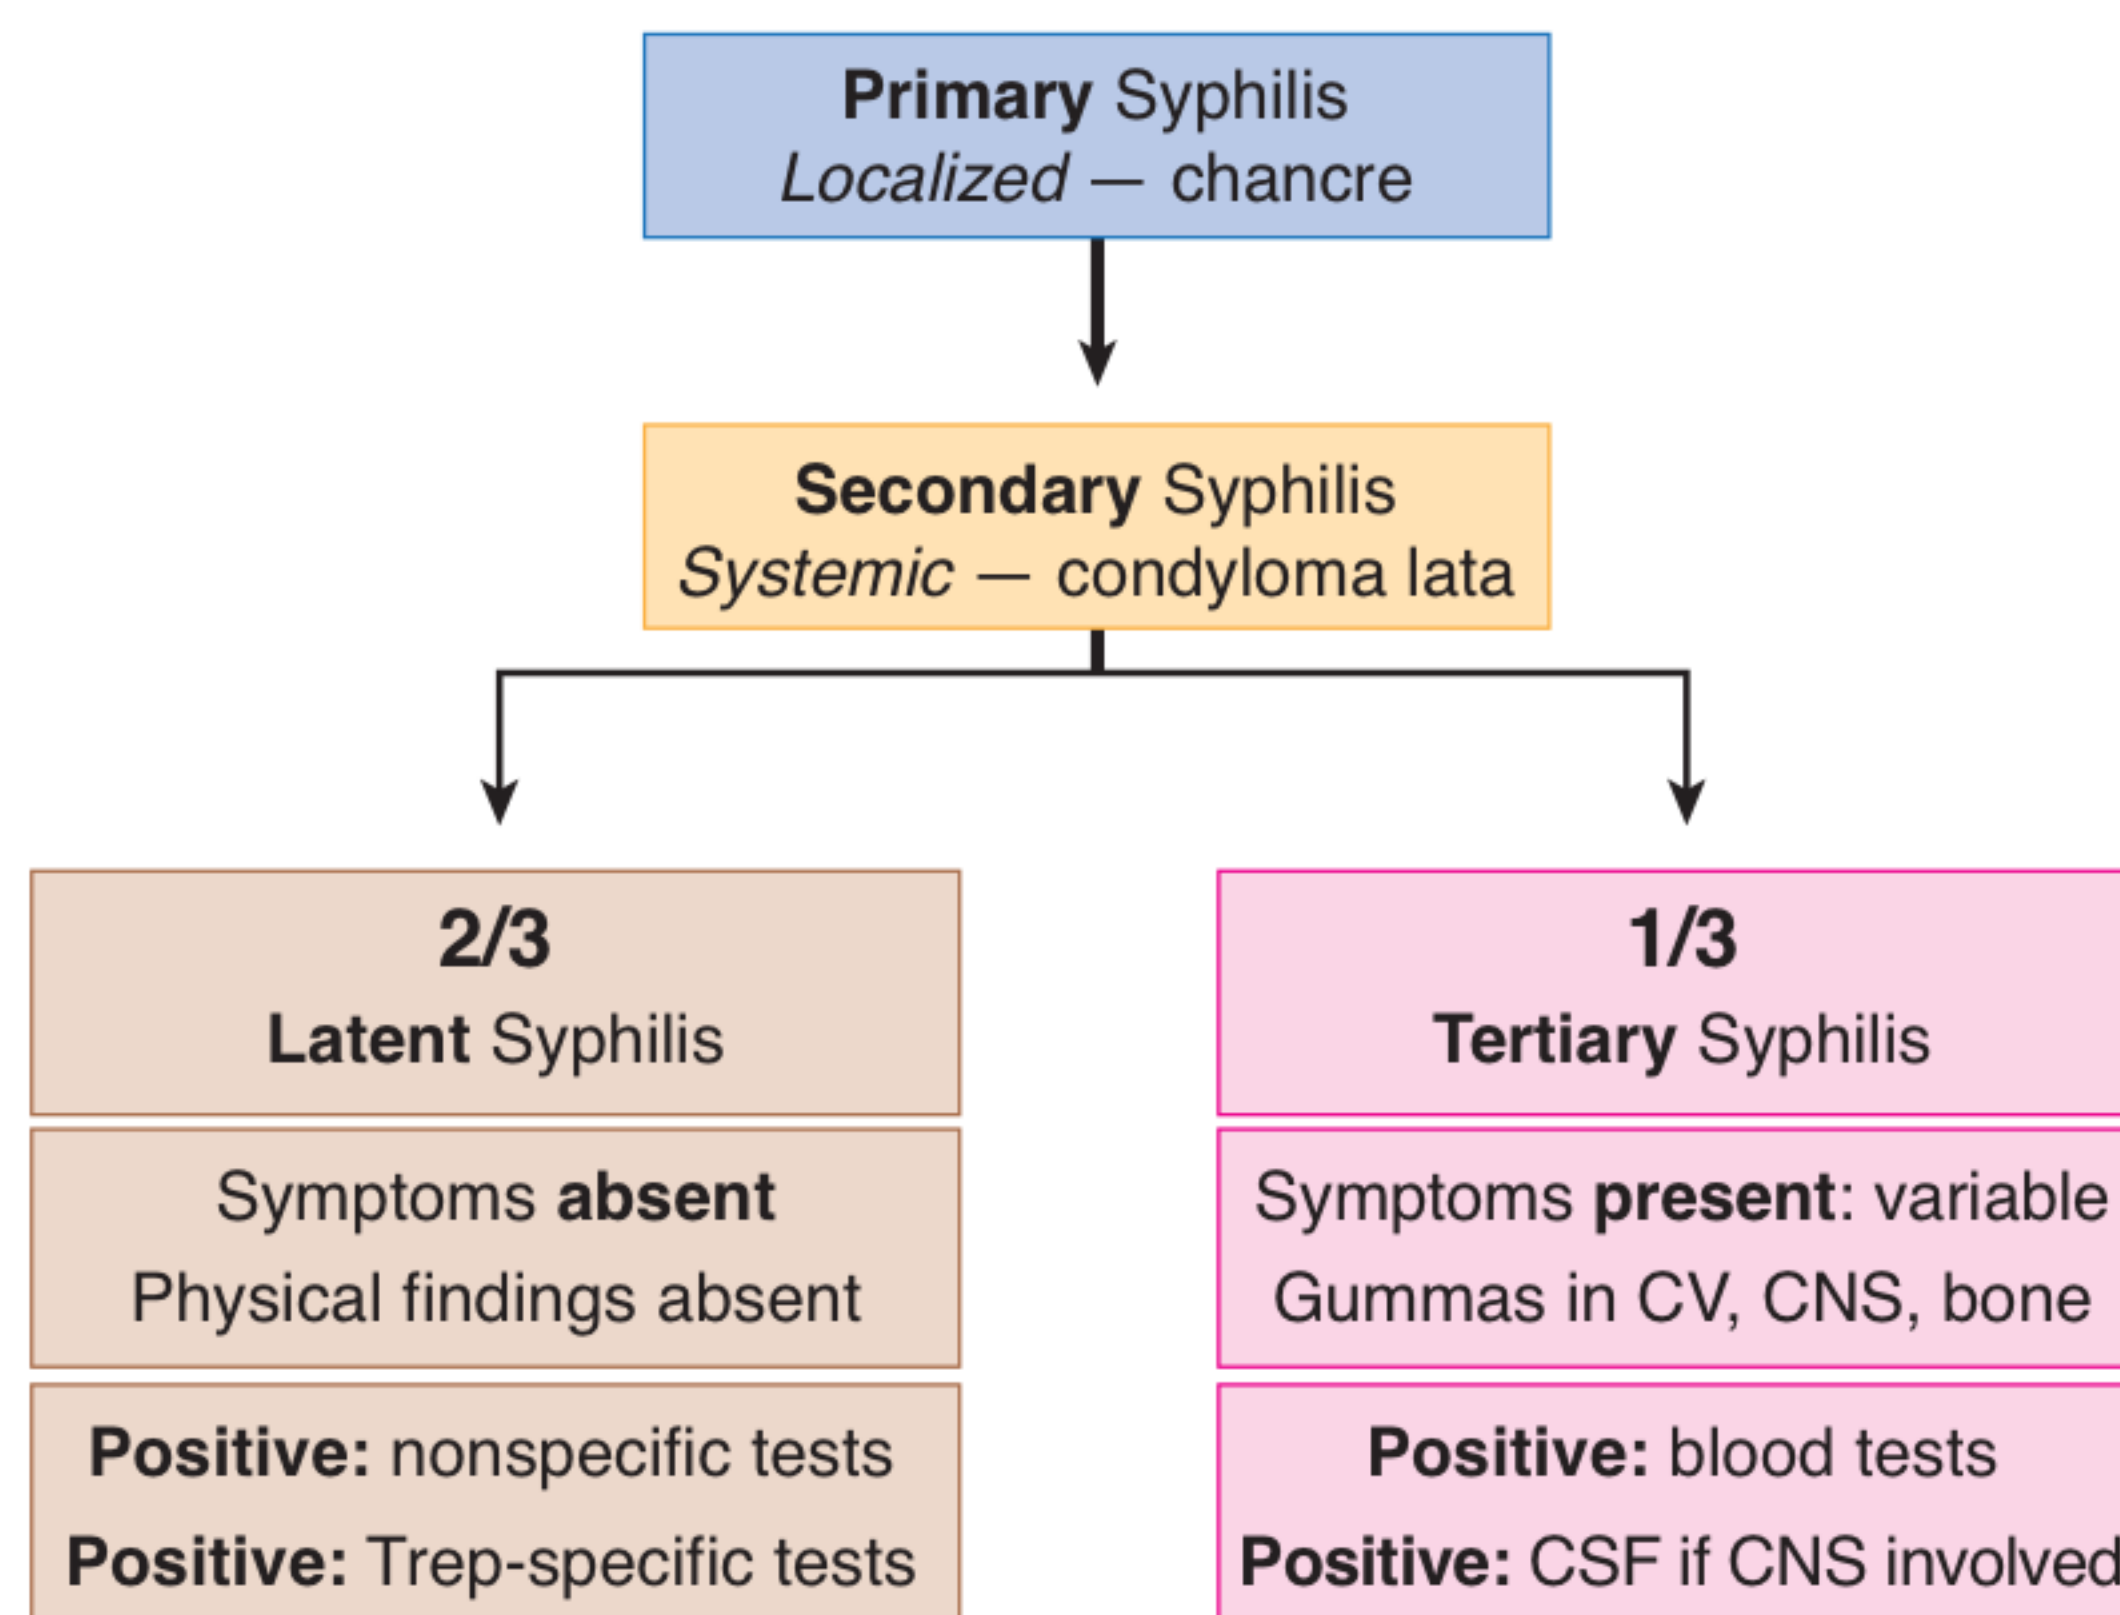 Primary Syphilis
Localized — chancre
Secondary Syphilis
Systemic — condyloma lata
2/3
Latent Syphilis
Symptoms absent
Physical findings absent
Positive: nonspecific tests
Positive: Trep-specific tests
1/3
Tertiary Syphilis
Symptoms present: variable
Gummas in CV, CNS, bone
Positive: blood tests
Positive: CSF if CNS involved